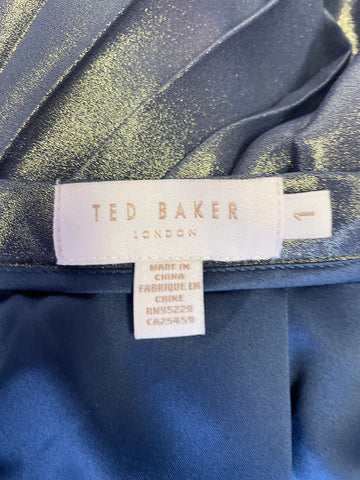 TED BAKER
LONDON
1
MADE IN
CHINA
FABRIQUE EN
CHINE
RN95229
CA25459